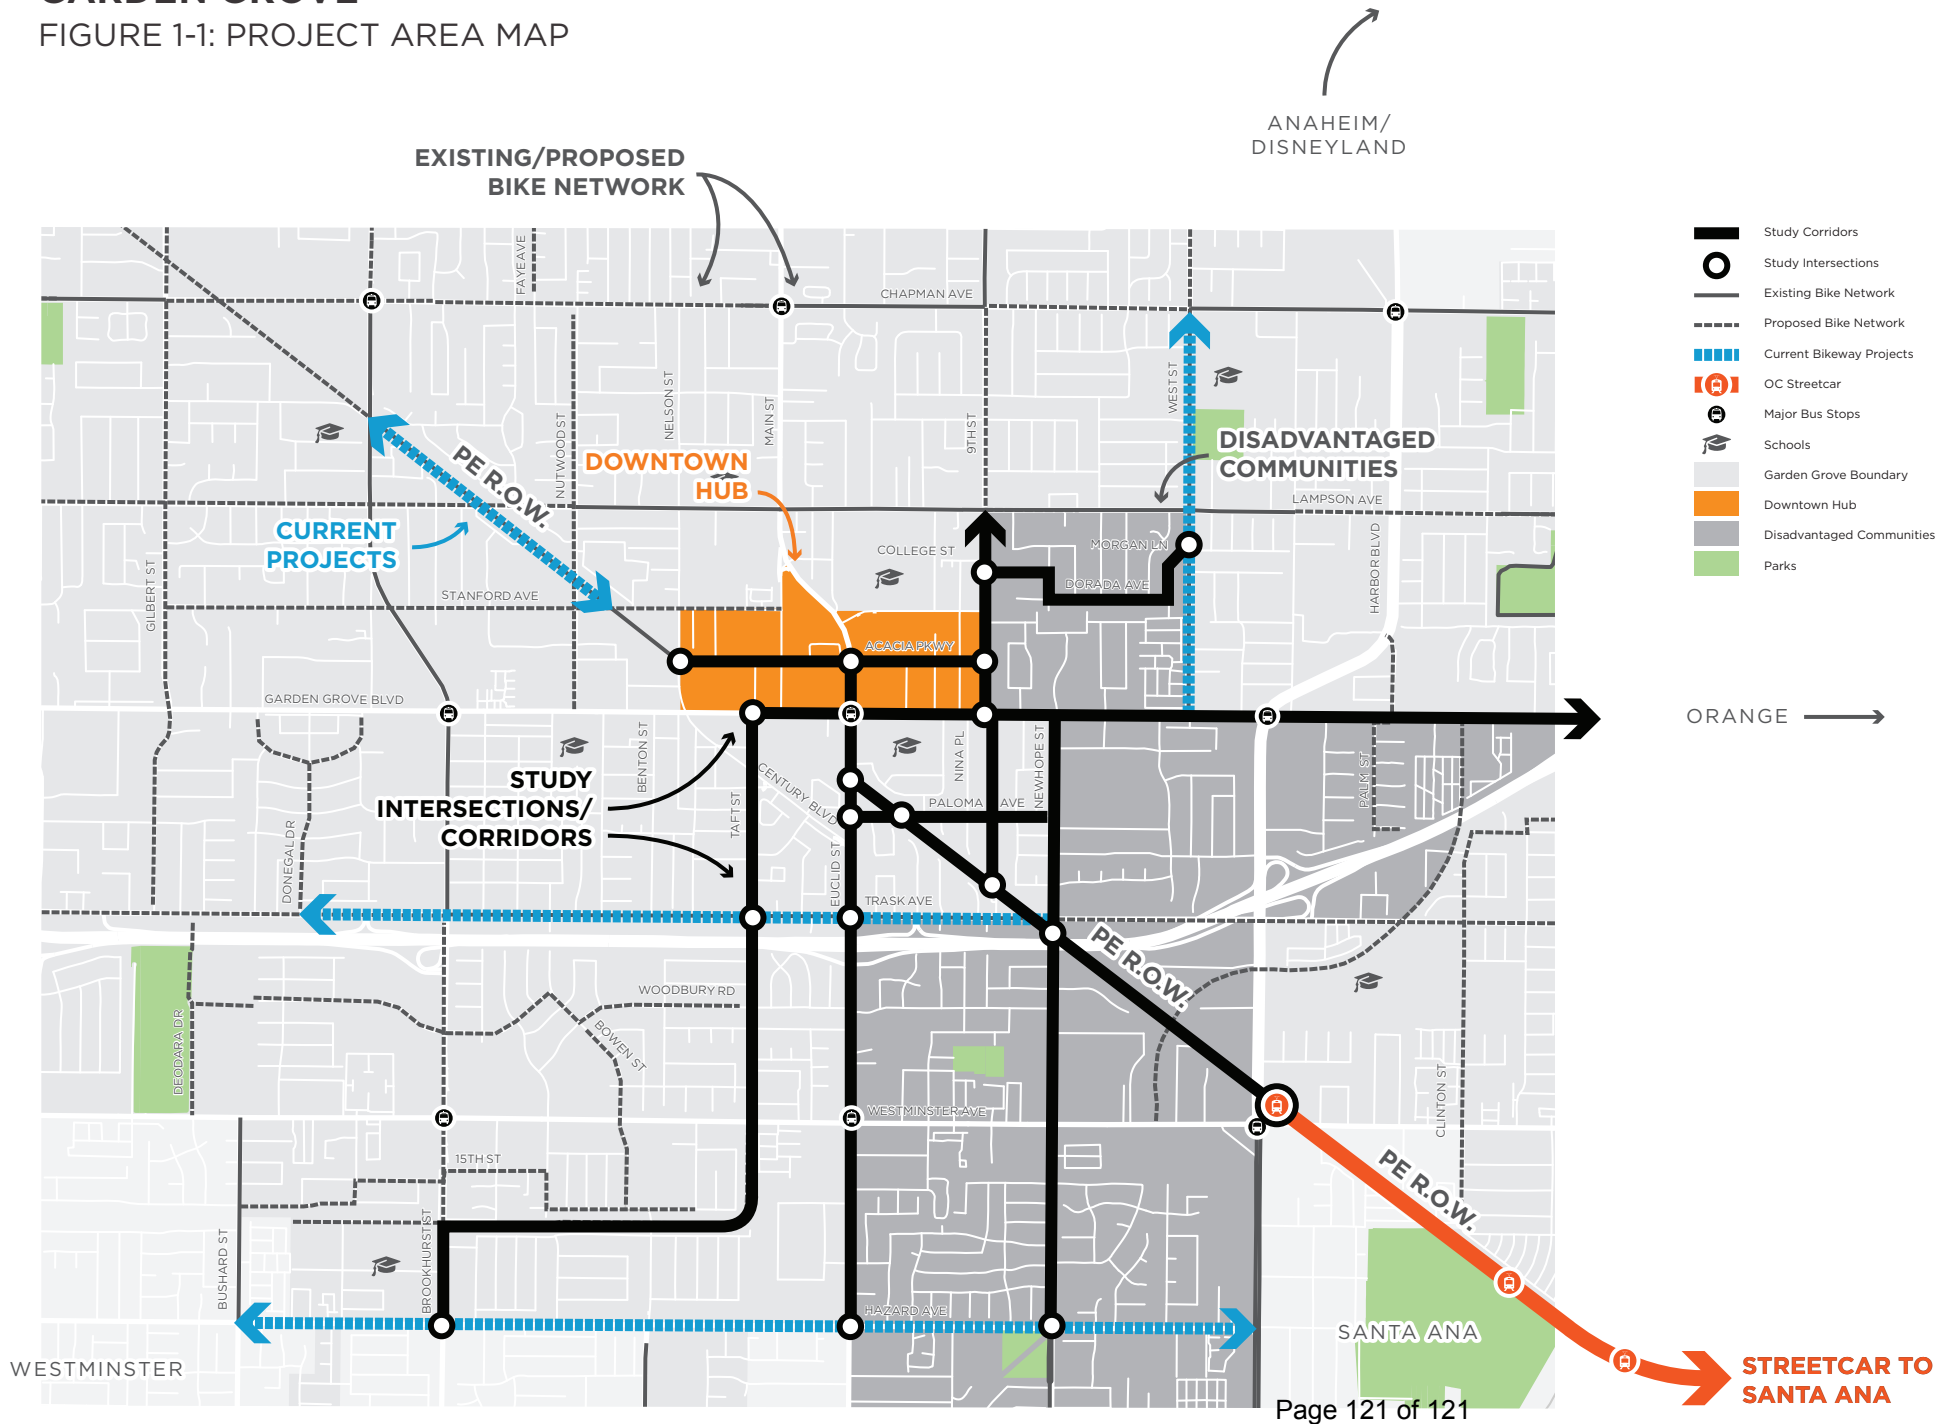 GARDEN GROVE
FIGURE 1-1: PROJECT AREA MAP
ANAHEIM/
DISNEYLAND
EXISTING/PROPOSED
BIKE NETWORK
Study Corridors
Study Intersections
Existing Bike Network
Proposed Bike Network
Current Bikeway Projects
OC Streetcar
Major Bus Stops
Schools
Garden Grove Boundary
Downtown Hub
Disadvantaged Communities
Parks
FAYE AVE
CHAPMAN AVE
NELSON ST
MAIN ST
NUTWOOD ST
9TH ST
WEST ST
PE R.O.W.
DOWNTOWN
HUB
DISADVANTAGED
COMMUNITIES
LAMPSON AVE
CURRENT
PROJECTS
COLLEGE ST
MORGAN LN
HARBOR BLVD
GILBERT ST
STANFORD AVE
DORADA AVE
ACACIA PKWY
GARDEN GROVE BLVD
ORANGE
BENTON ST
NINA PL
NEWHOPE ST
PALM ST
STUDY
INTERSECTIONS/
CORRIDORS
CENTURY BLVD
TAFT ST
PALOMA AVE
DONEGAL DR
EUCLID ST
TRASK AVE
PE R.O.W.
WOODBURY RD
BOWEN ST
DEODARA DR
WESTMINSTER AVE
CLINTON ST
15TH ST
PE R.O.W.
BUSHARD ST
BROOKHURST ST
HAZARD AVE
SANTA ANA
WESTMINSTER
STREETCAR TO
SANTA ANA
Page 121 of 121